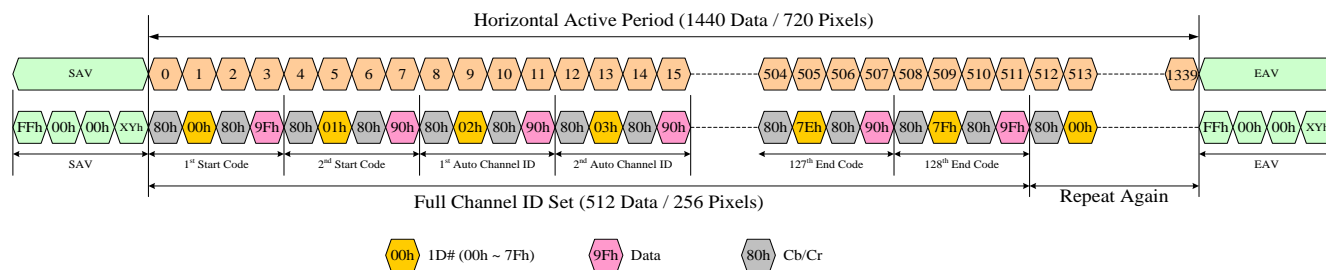 Horizontal Active Period (1440 Data / 720 Pixels)
SAV 0 1 2 3 4 5 6 7 8 9 10 11 12 13 14 15 504 505 506 507 508 509 510 511 512 513 1339 EAV
FFh 00h 00h XYh 80h 00h 80h 9Fh 80h 01h 80h 90h 80h 02h 80h 90h 80h 03h 80h 90h 80h 7Eh 80h 90h 80h 7Fh 80h 9Fh 80h 00h FFh 00h 00h XYh
SAV 1st Start Code 2nd Start Code 1st Auto Channel ID 2nd Auto Channel ID 127th End Code 128th End Code EAV
Full Channel ID Set (512 Data / 256 Pixels) Repeat Again
00h 1D# (00h ~ 7Fh) 9Fh Data 80h Cb/Cr